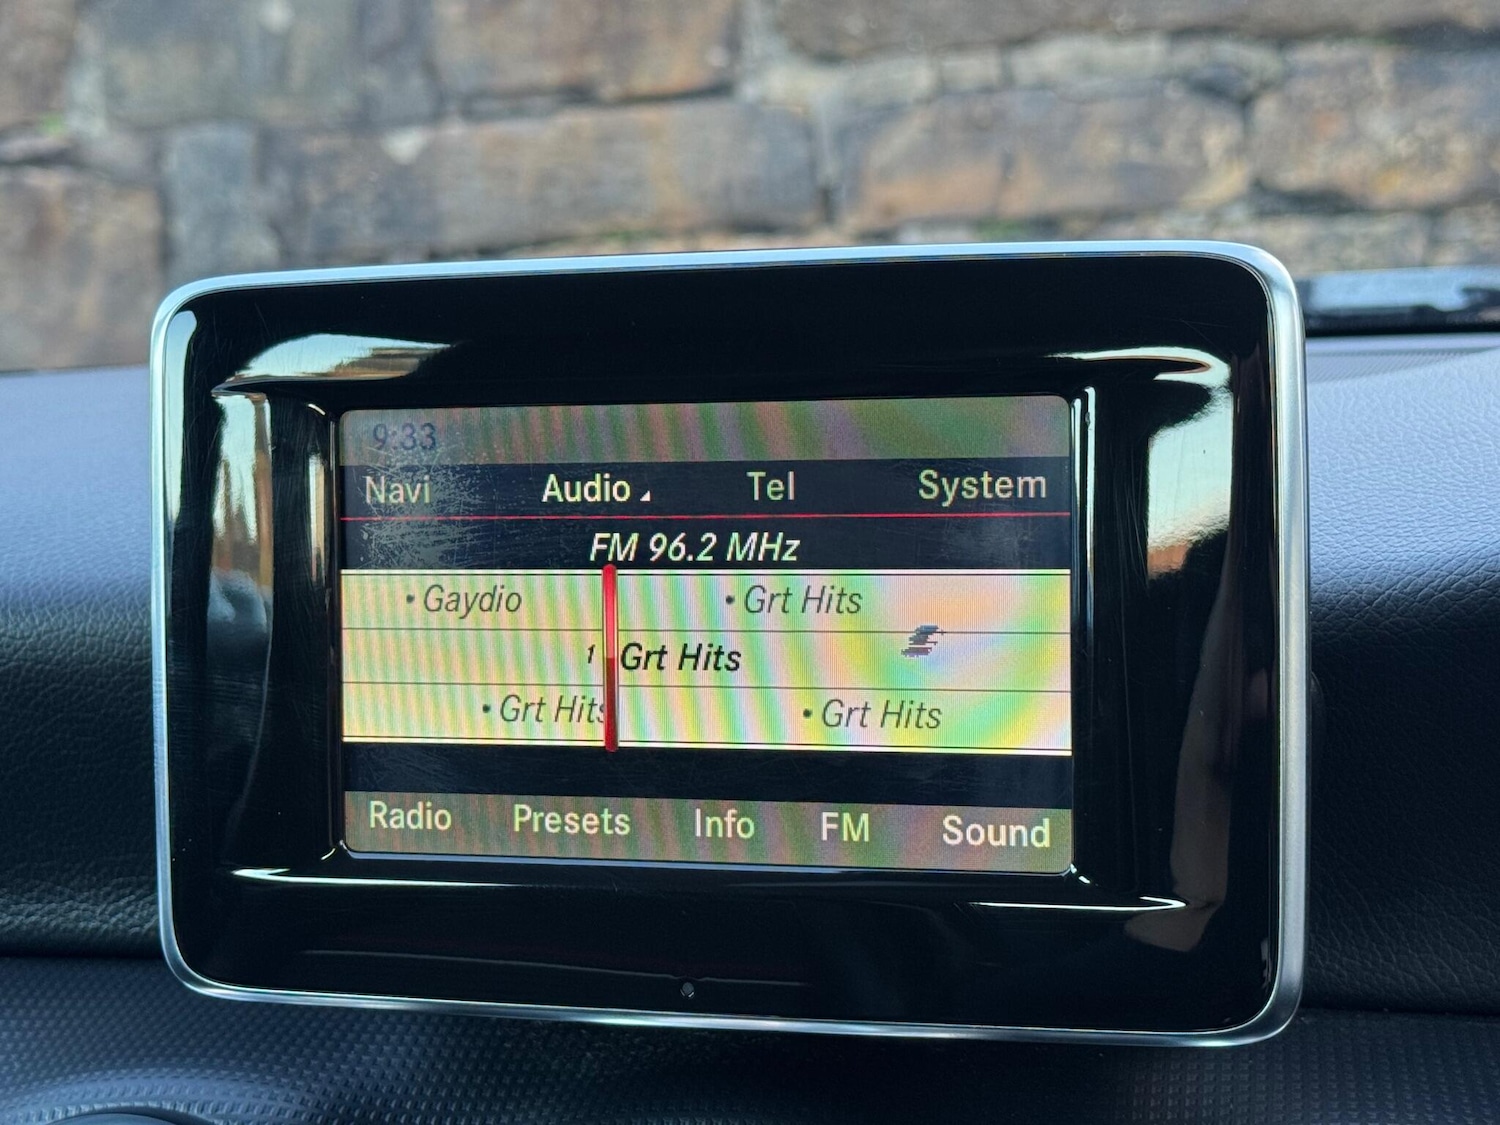 9:33
Navi Audio Tel System
FM 96.2 MHz
• Gaydio • Grt Hits
1 Grt Hits
• Grt Hits • Grt Hits
Radio Presets Info FM Sound